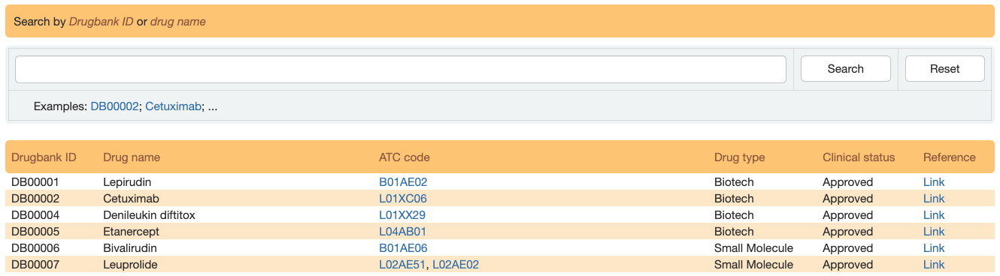 Search by Drugbank ID or drug name
Search Reset
Examples: DB00002; Cetuximab; ...
Drugbank ID Drug name ATC code Drug type Clinical status Reference
DB00001 Lepirudin B01AE02 Biotech Approved Link
DB00002 Cetuximab L01XC06 Biotech Approved Link
DB00004 Denileukin diftitox L01XX29 Biotech Approved Link
DB00005 Etanercept L04AB01 Biotech Approved Link
DB00006 Bivalirudin B01AE06 Small Molecule Approved Link
DB00007 Leuprolide L02AE51, L02AE02 Small Molecule Approved Link